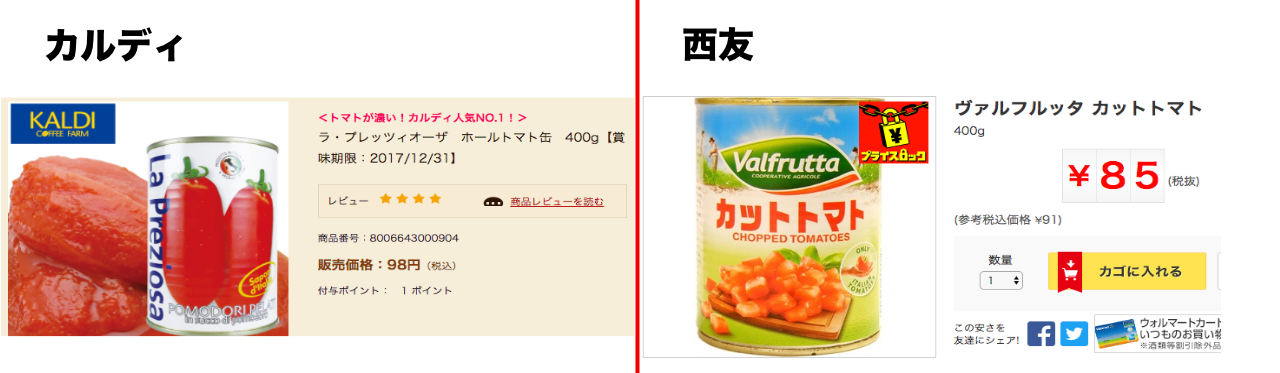 カルディ
KALDI
COFFEE FARM
La Preziosa
Sapore
d'Italia
POMODORI PELATI
in succo di pomodoro
＜トマトが濃い！カルディ人気NO.1！＞
ラ・プレッツィオーザ　ホールトマト缶　400g【賞
味期限：2017/12/31】
レビュー ★★★★ 商品レビューを読む
商品番号：8006643000904
販売価格：98円（税込）
付与ポイント：　1 ポイント
西友
¥
プライスロック
Valfrutta
COOPERATIVE AGRICOLE
カットトマト
CHOPPED TOMATOES
ONLY
ITALIAN
TOMATOES
ヴァルフルッタ カットトマト
400g
¥85(税抜)
(参考税込価格 ¥91)
数量
1
カゴに入れる
この安さを
友達にシェア!
ウォルマートカード
いつものお買い物
※酒類等割引除外品